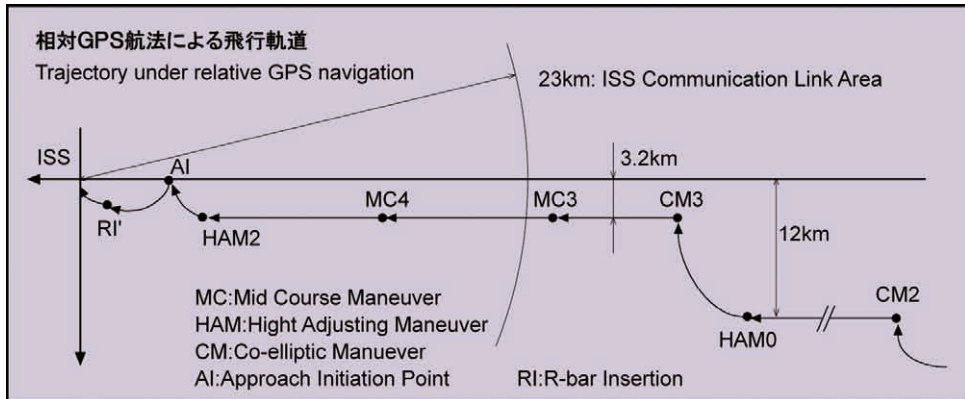 相対GPS航法による飛行軌道
Trajectory under relative GPS navigation
23km: ISS Communication Link Area
ISS
AI
3.2km
RI'
HAM2
MC4
MC3
CM3
12km
CM2
HAM0
MC:Mid Course Maneuver
HAM:Hight Adjusting Maneuver
CM:Co-elliptic Manuever
AI:Approach Initiation Point
RI:R-bar Insertion